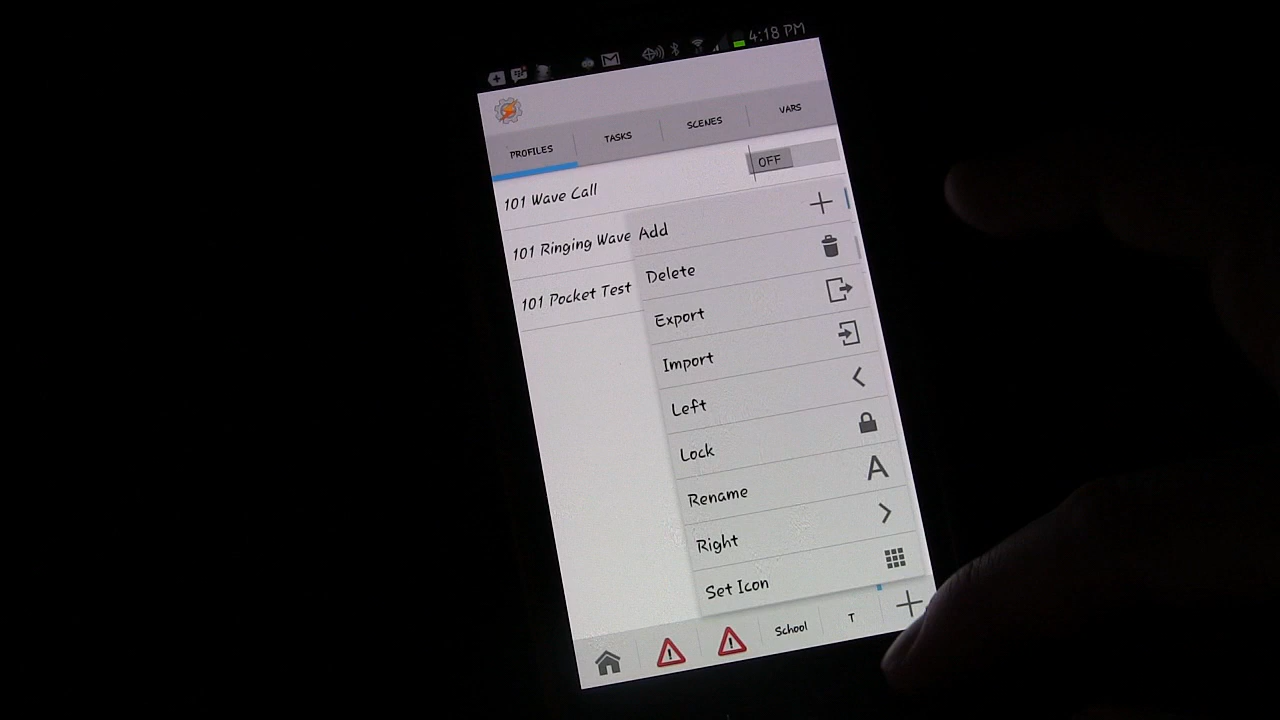 4:18 PM
PROFILES TASKS SCENES VARS
101 Wave Call OFF
101 Ringing Wave
101 Pocket Test
Add
Delete
Export
Import
Left
Lock
Rename
Right
Set Icon
School T